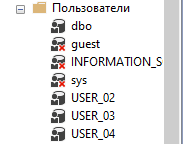 Пользователи
dbo
guest
INFORMATION_S
sys
USER_02
USER_03
USER_04